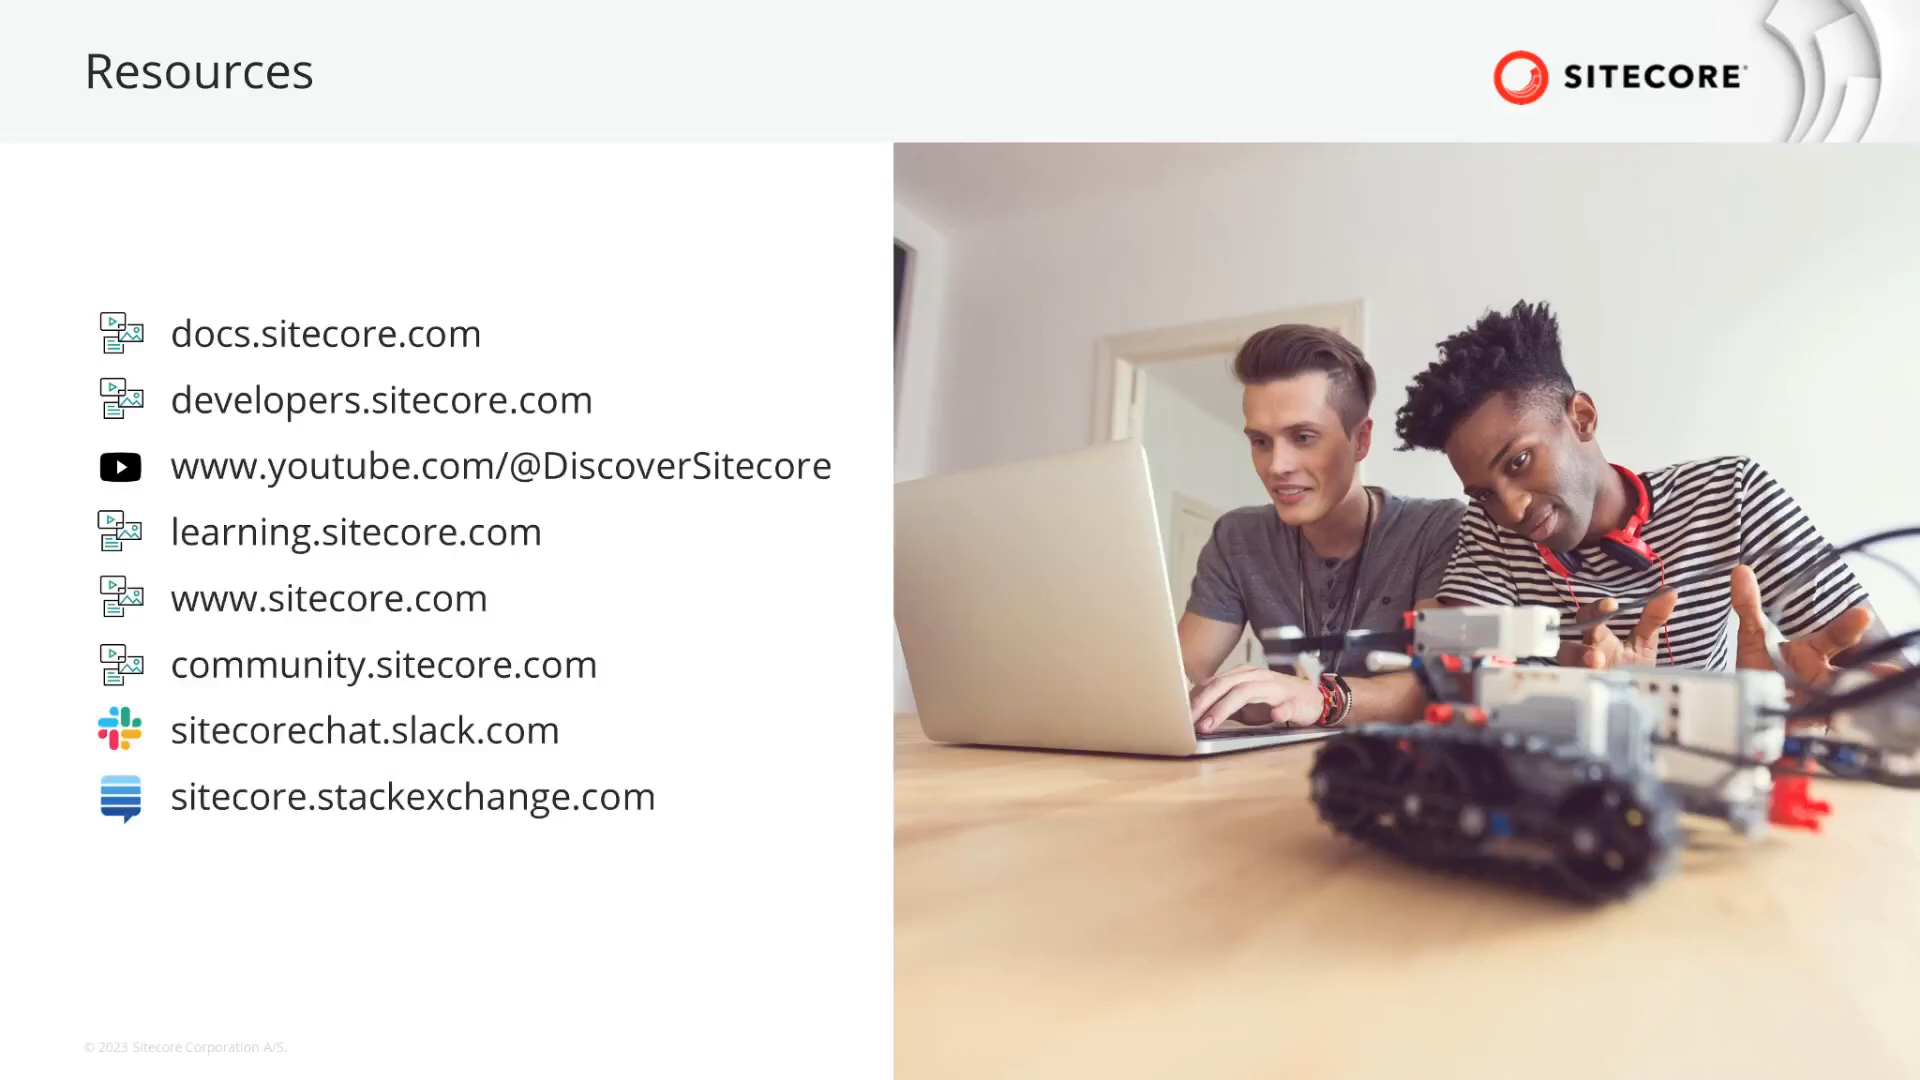 Resources
SITECORE
docs.sitecore.com
developers.sitecore.com
www.youtube.com/@DiscoverSitecore
learning.sitecore.com
www.sitecore.com
community.sitecore.com
sitecorechat.slack.com
sitecore.stackexchange.com
© 2023 Sitecore Corporation A/S.